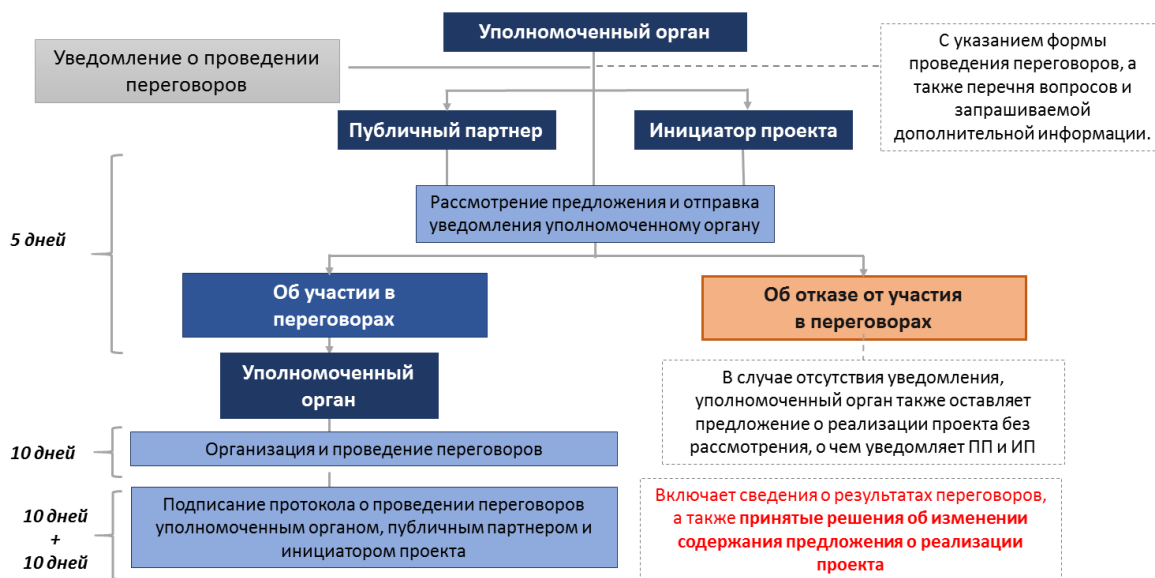 Уполномоченный орган
Уведомление о проведении
переговоров
С указанием формы
проведения переговоров, а
также перечня вопросов и
запрашиваемой
дополнительной информации.
Публичный партнер
Инициатор проекта
Рассмотрение предложения и отправка
уведомления уполномоченному органу
5 дней
Об участии в
переговорах
Об отказе от участия
в переговорах
Уполномоченный
орган
В случае отсутствия уведомления,
уполномоченный орган также оставляет
предложение о реализации проекта без
рассмотрения, о чем уведомляет ПП и ИП
10 дней
Организация и проведение переговоров
10 дней
+
10 дней
Подписание протокола о проведении переговоров
уполномоченным органом, публичным партнером и
инициатором проекта
Включает сведения о результатах переговоров,
а также принятые решения об изменении
содержания предложения о реализации
проекта